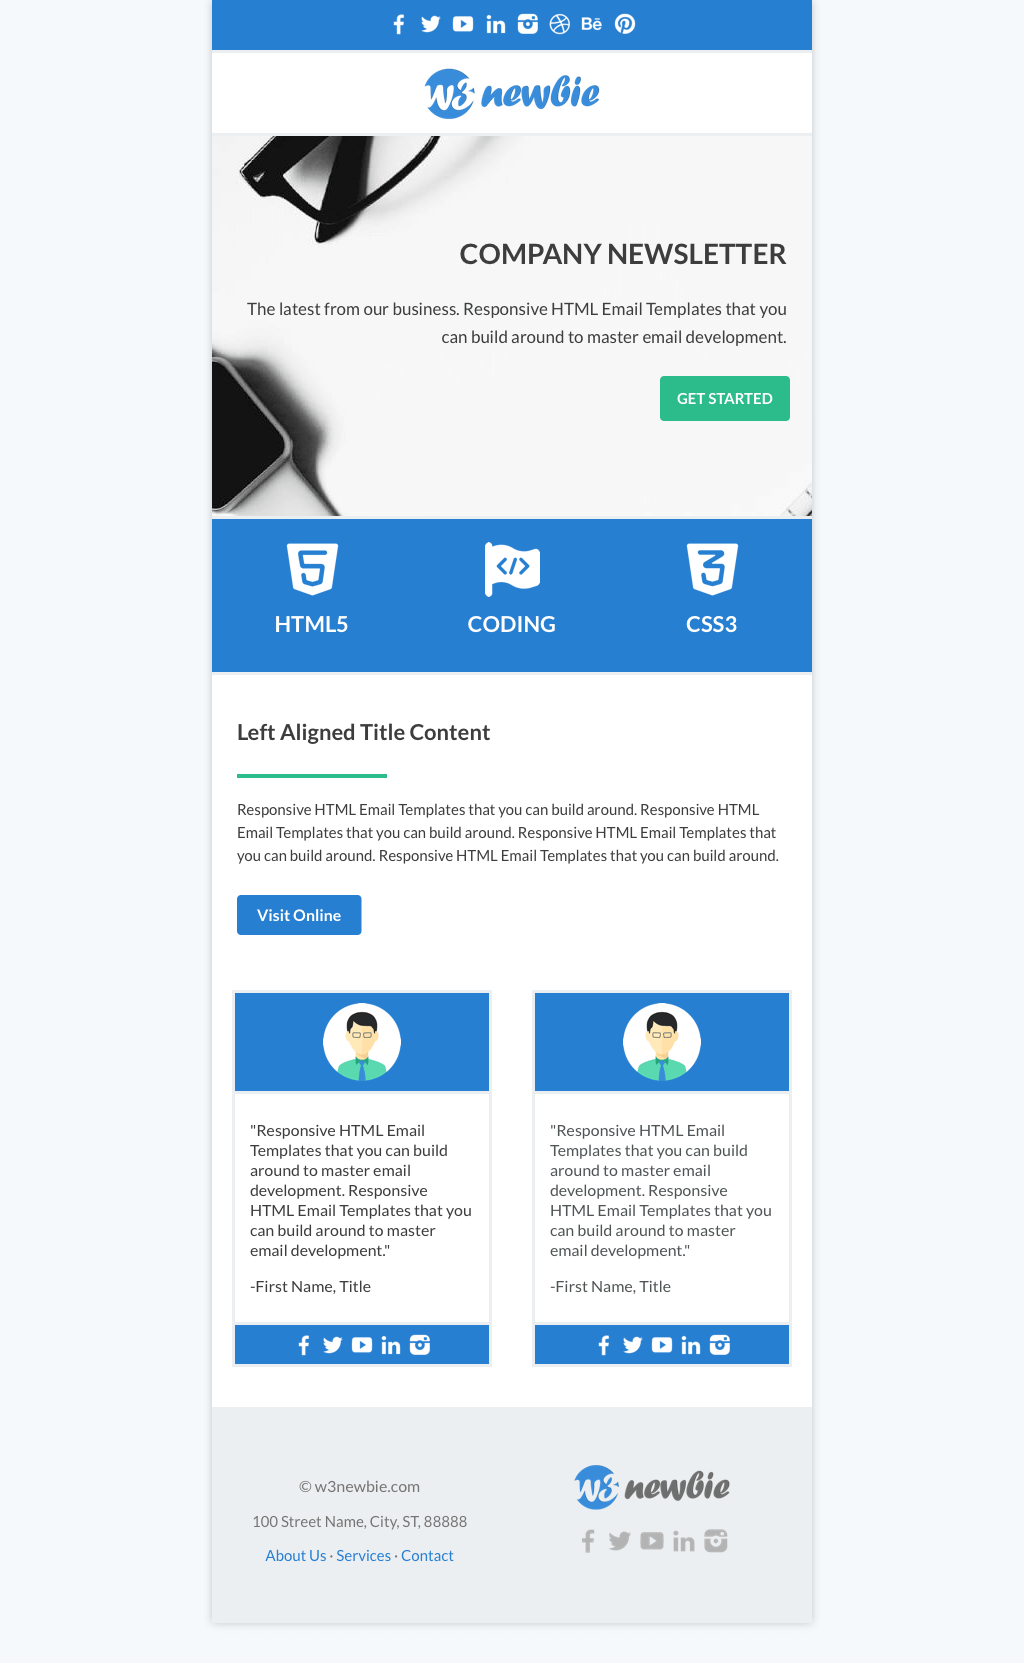 Bē
w3 newbie
COMPANY NEWSLETTER
The latest from our business. Responsive HTML Email Templates that you
can build around to master email development.
GET STARTED
HTML5
CODING
CSS3
Left Aligned Title Content
Responsive HTML Email Templates that you can build around. Responsive HTML
Email Templates that you can build around. Responsive HTML Email Templates that
you can build around. Responsive HTML Email Templates that you can build around.
Visit Online
"Responsive HTML Email
Templates that you can build
around to master email
development. Responsive
HTML Email Templates that you
can build around to master
email development."
-First Name, Title
"Responsive HTML Email
Templates that you can build
around to master email
development. Responsive
HTML Email Templates that you
can build around to master
email development."
-First Name, Title
© w3newbie.com
100 Street Name, City, ST, 88888
About Us · Services · Contact
w3 newbie